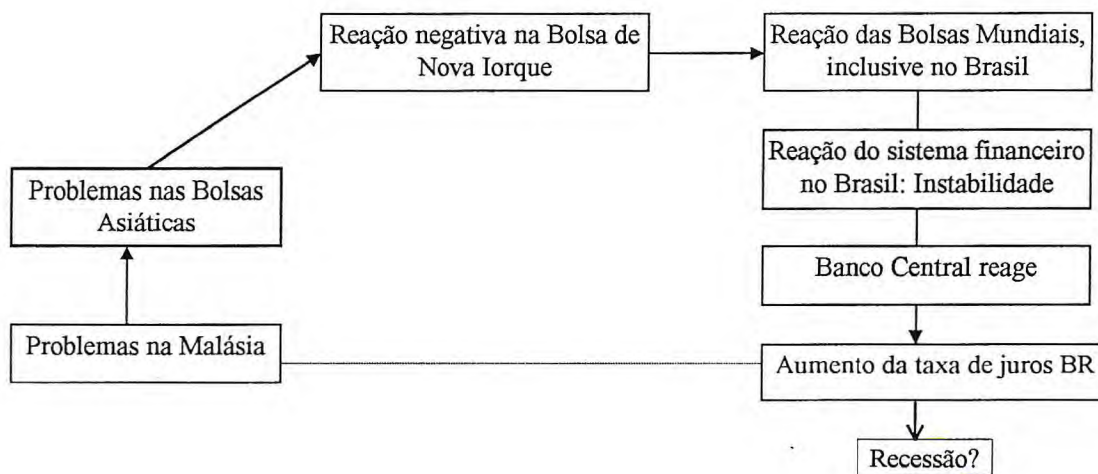 Reação negativa na Bolsa de
Nova Iorque
Reação das Bolsas Mundiais,
inclusive no Brasil
Reação do sistema financeiro
no Brasil: Instabilidade
Problemas nas Bolsas
Asiáticas
Banco Central reage
Problemas na Malásia
Aumento da taxa de juros BR
Recessão?